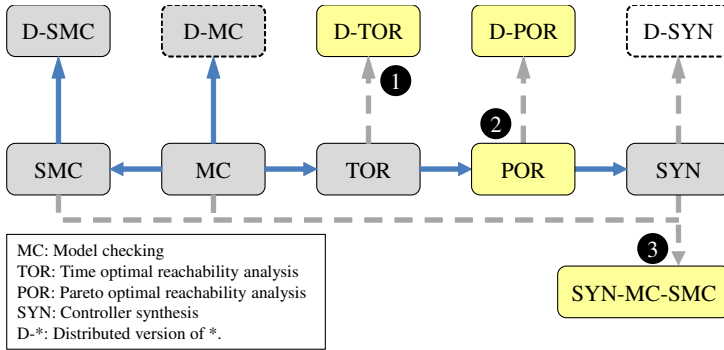 D-SMC D-MC D-TOR D-POR D-SYN
1
2
SMC MC TOR POR SYN
3
MC: Model checking
TOR: Time optimal reachability analysis
POR: Pareto optimal reachability analysis
SYN: Controller synthesis
D-*: Distributed version of *.
SYN-MC-SMC